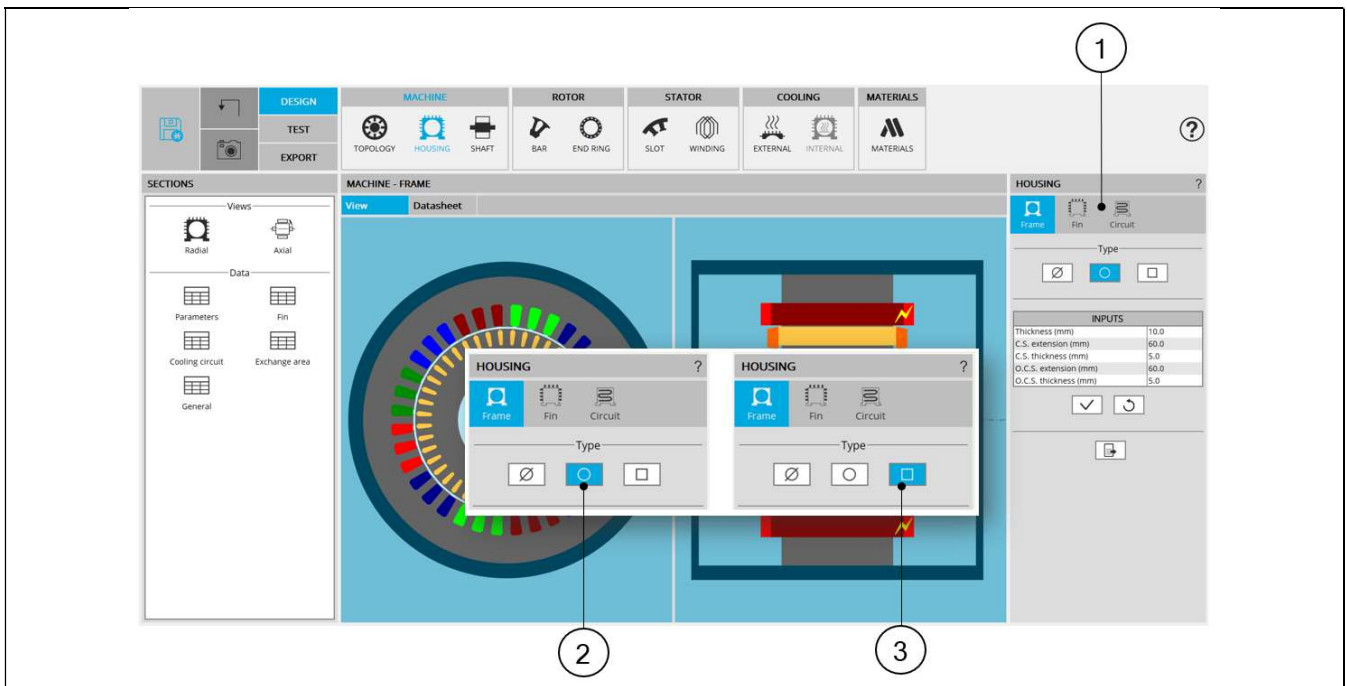 1
DESIGN
TEST
EXPORT
MACHINE
TOPOLOGY HOUSING SHAFT
ROTOR
BAR END RING
STATOR
SLOT WINDING
COOLING
EXTERNAL INTERNAL
MATERIALS
MATERIALS
?
SECTIONS
Views
Radial Axial
Data
Parameters Fin
Cooling circuit Exchange area
General
MACHINE - FRAME
View Datasheet
HOUSING ?
Frame Fin Circuit
Type
INPUTS
Thickness (mm) 10.0
C.S. extension (mm) 60.0
C.S. thickness (mm) 5.0
O.C.S. extension (mm) 60.0
O.C.S. thickness (mm) 5.0
HOUSING ?
Frame Fin Circuit
Type
HOUSING ?
Frame Fin Circuit
Type
2
3